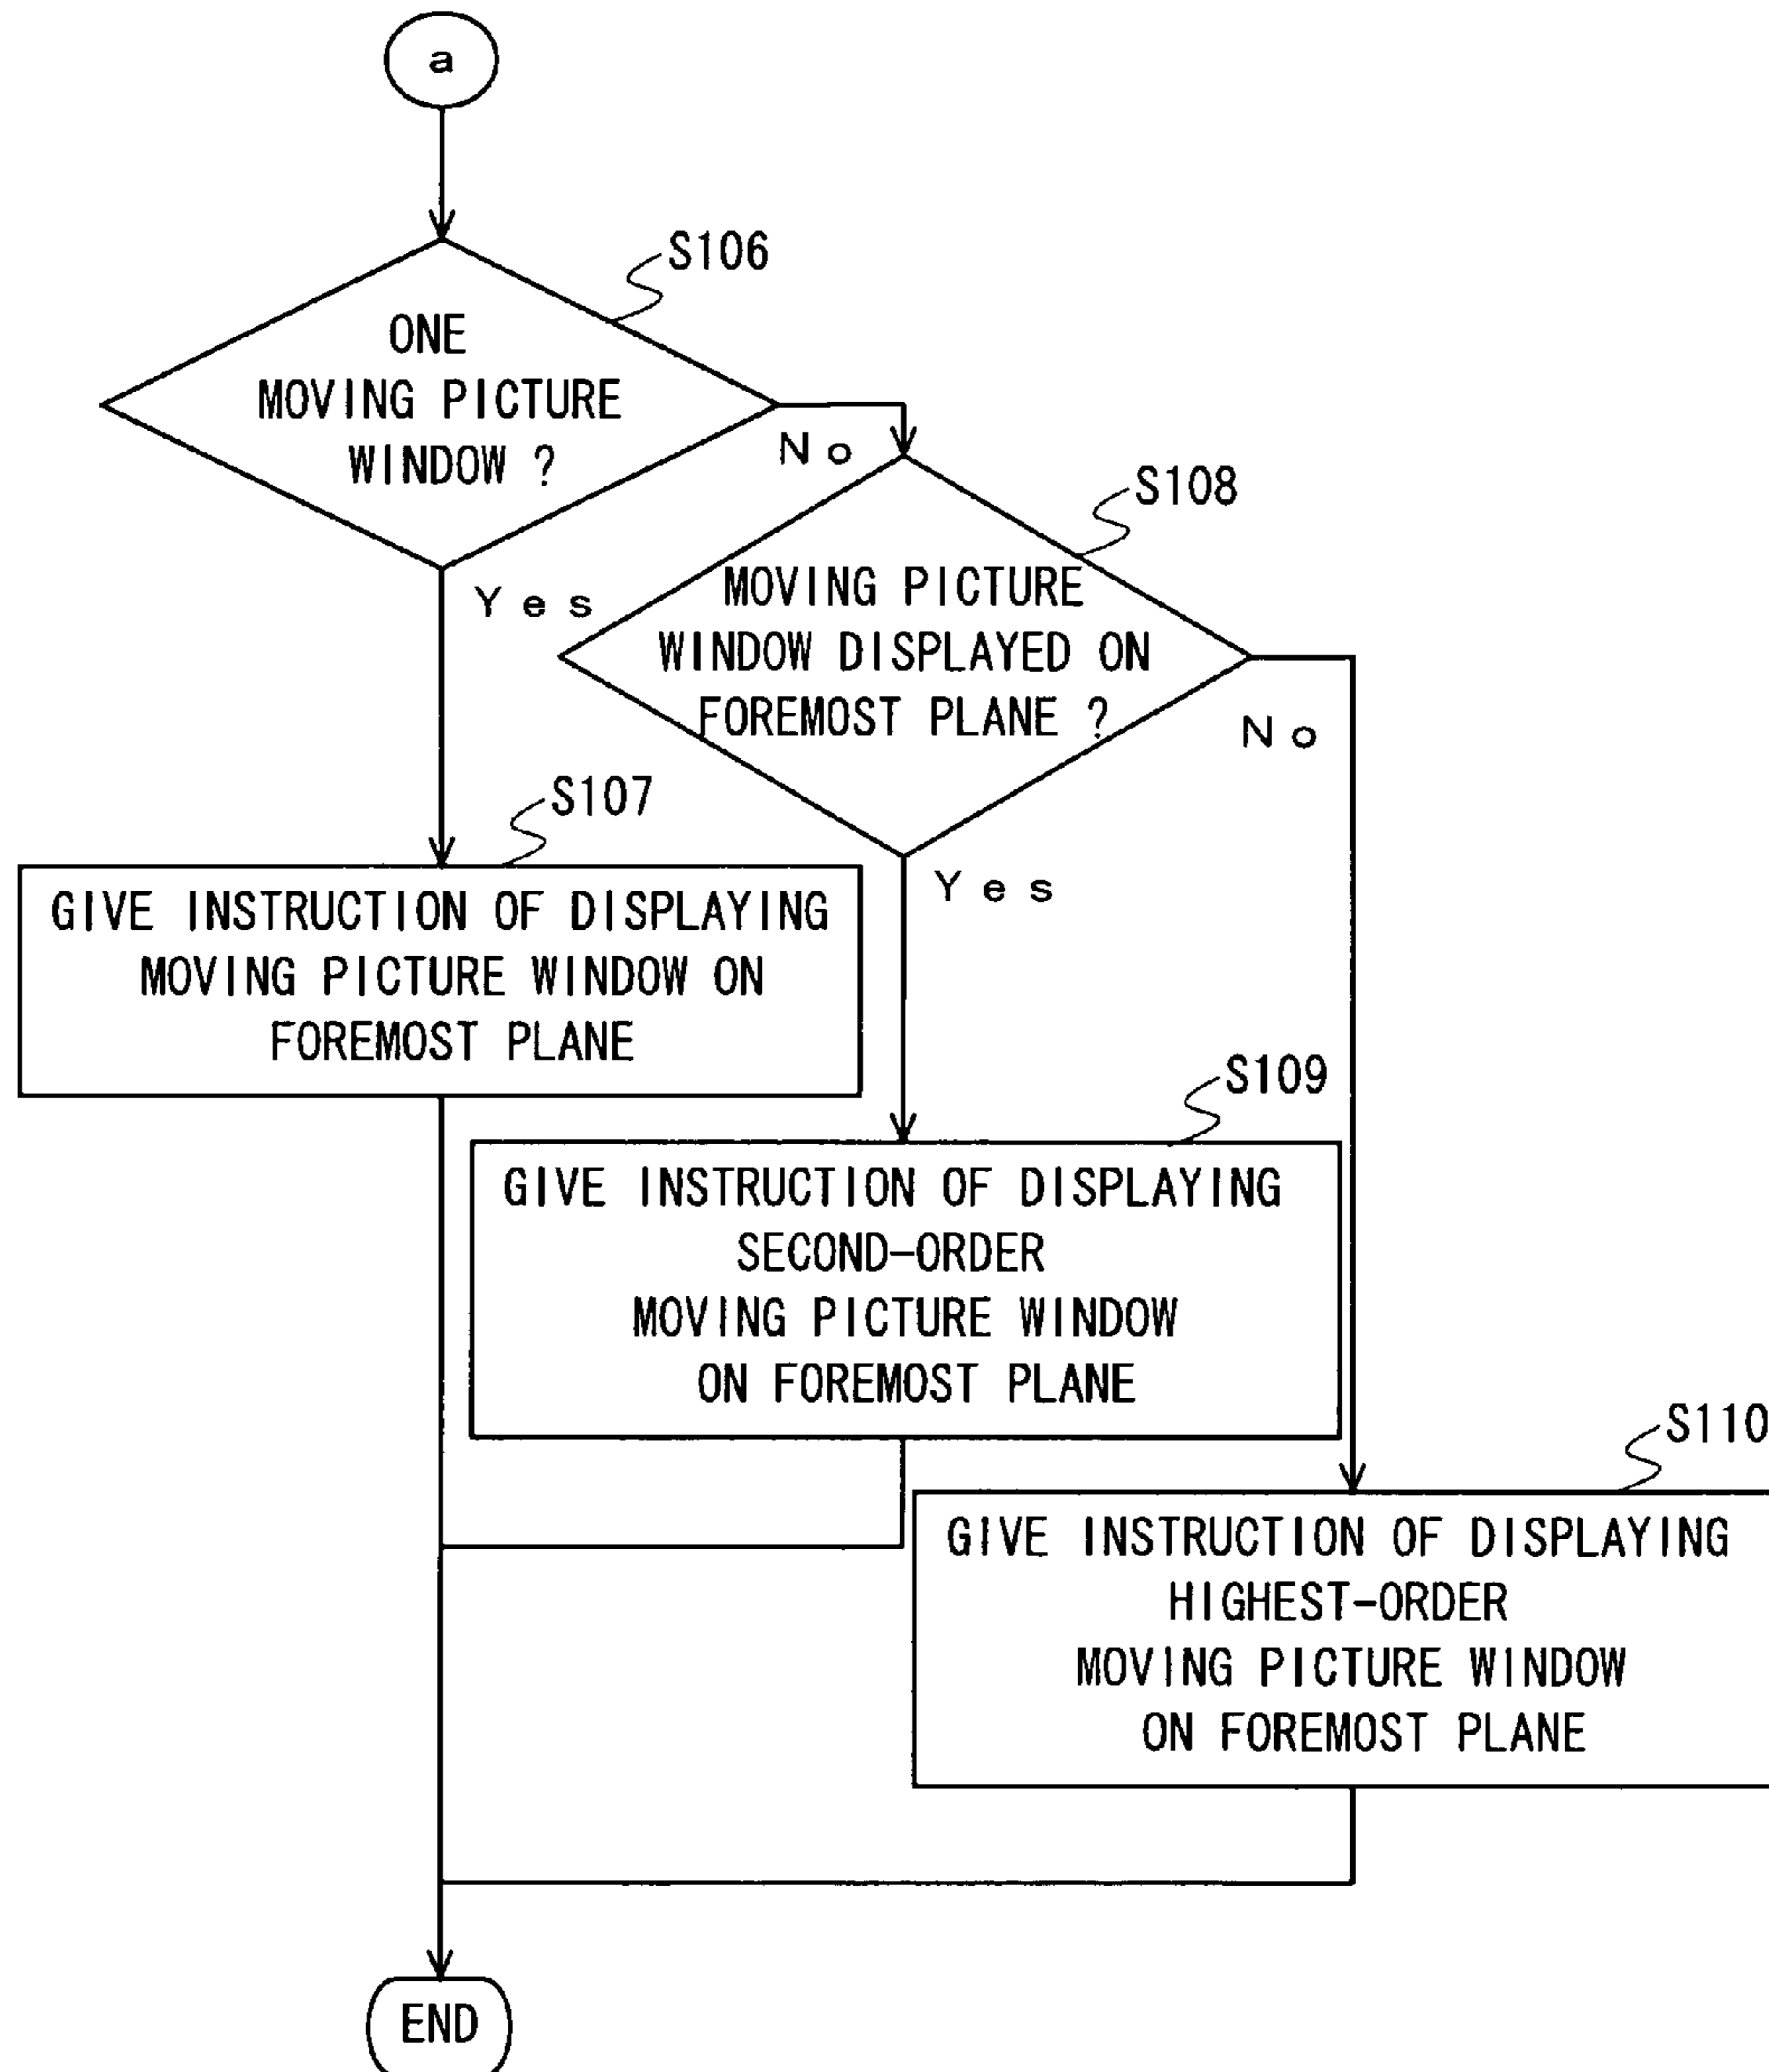 a
S106
ONE
MOVING PICTURE
WINDOW ?
No
Yes
S108
MOVING PICTURE
WINDOW DISPLAYED ON
FOREMOST PLANE ?
No
Yes
S107
GIVE INSTRUCTION OF DISPLAYING
MOVING PICTURE WINDOW ON
FOREMOST PLANE
S109
GIVE INSTRUCTION OF DISPLAYING
SECOND-ORDER
MOVING PICTURE WINDOW
ON FOREMOST PLANE
S110
GIVE INSTRUCTION OF DISPLAYING
HIGHEST-ORDER
MOVING PICTURE WINDOW
ON FOREMOST PLANE
END